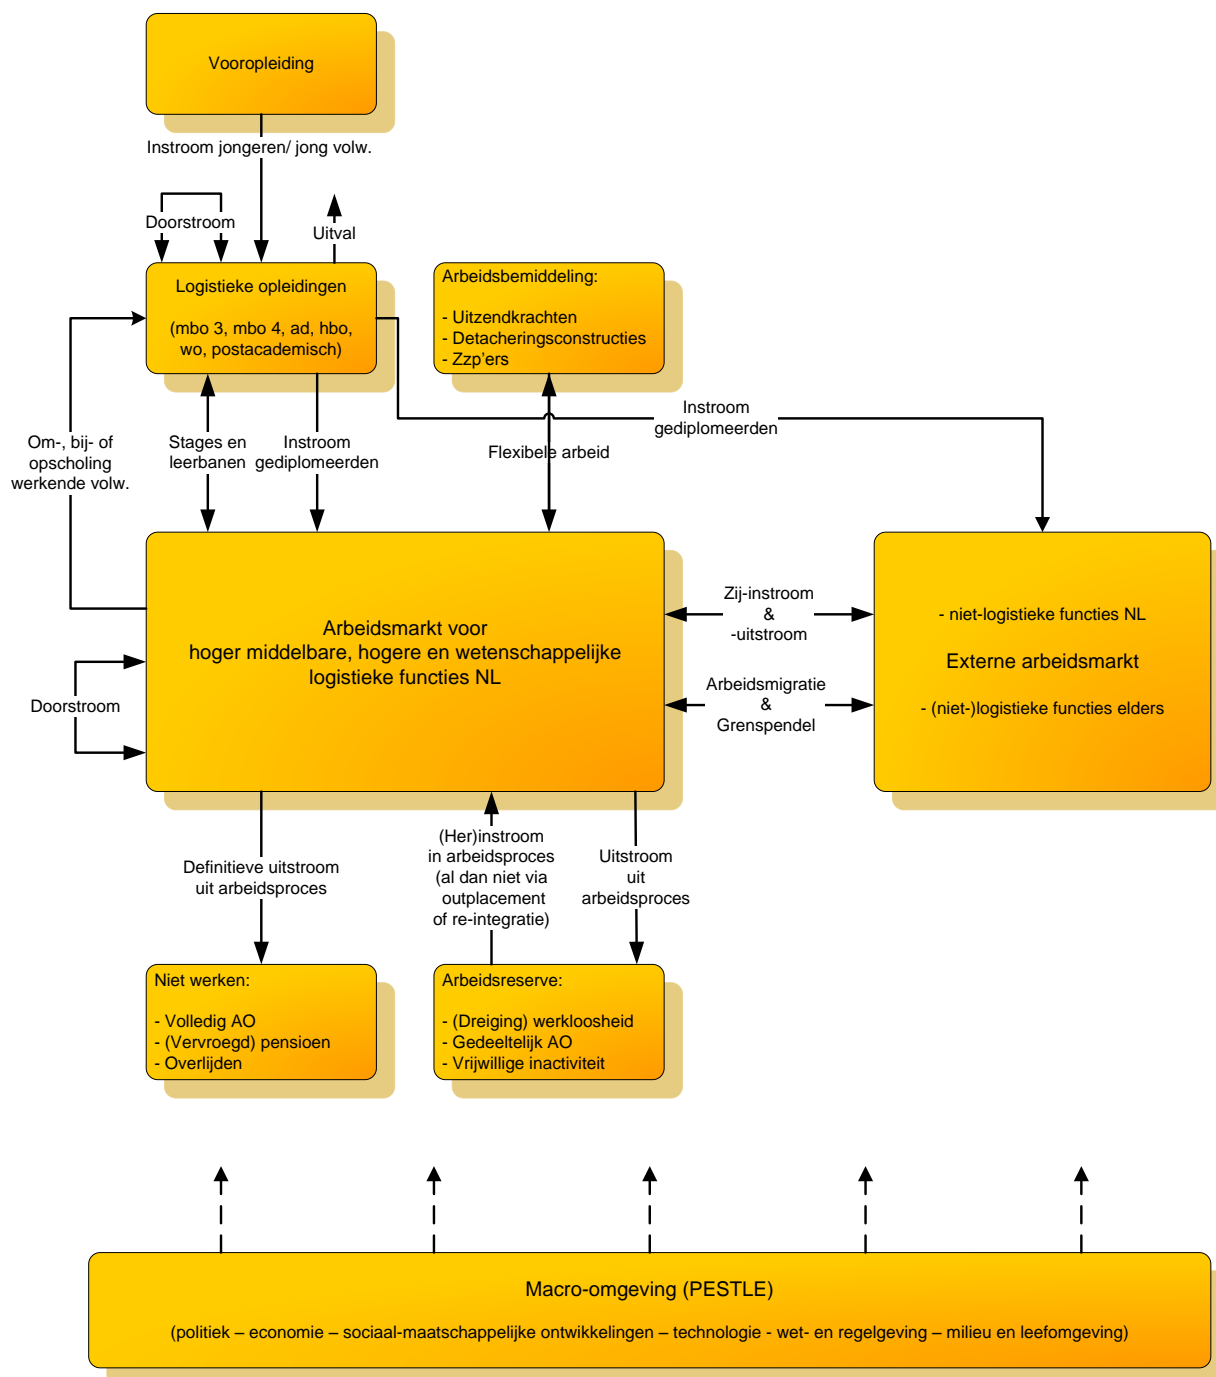 Vooropleiding
Instroom jongeren/ jong volw.
Doorstroom
Uitval
Logistieke opleidingen
(mbo 3, mbo 4, ad, hbo,
wo, postacademisch)
Arbeidsbemiddeling:
- Uitzendkrachten
- Detacheringsconstructies
- Zzp'ers
Om-, bij- of
opscholing
werkende volw.
Stages en
leerbanen
Instroom
gediplomeerden
Flexibele arbeid
Instroom
gediplomeerden
Arbeidsmarkt voor
hoger middelbare, hogere en wetenschappelijke
logistieke functies NL
Doorstroom
Zij-instroom
&
-uitstroom
Arbeidsmigratie
&
Grenspendel
- niet-logistieke functies NL
Externe arbeidsmarkt
- (niet-)logistieke functies elders
Definitieve uitstroom
uit arbeidsproces
(Her)instroom
in arbeidsproces
(al dan niet via
outplacement
of re-integratie)
Uitstroom
uit
arbeidsproces
Niet werken:
- Volledig AO
- (Vervroegd) pensioen
- Overlijden
Arbeidsreserve:
- (Dreiging) werkloosheid
- Gedeeltelijk AO
- Vrijwillige inactiviteit
Macro-omgeving (PESTLE)
(politiek – economie – sociaal-maatschappelijke ontwikkelingen – technologie - wet- en regelgeving – milieu en leefomgeving)